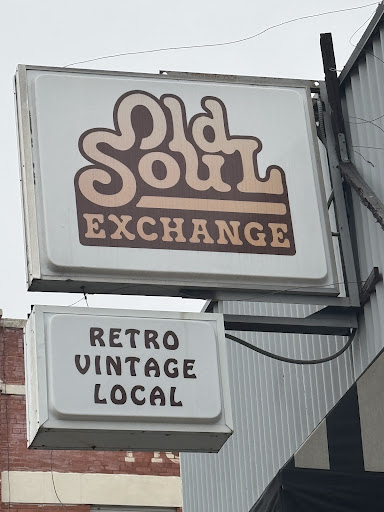 Old
Soul
EXCHANGE
RETRO
VINTAGE
LOCAL